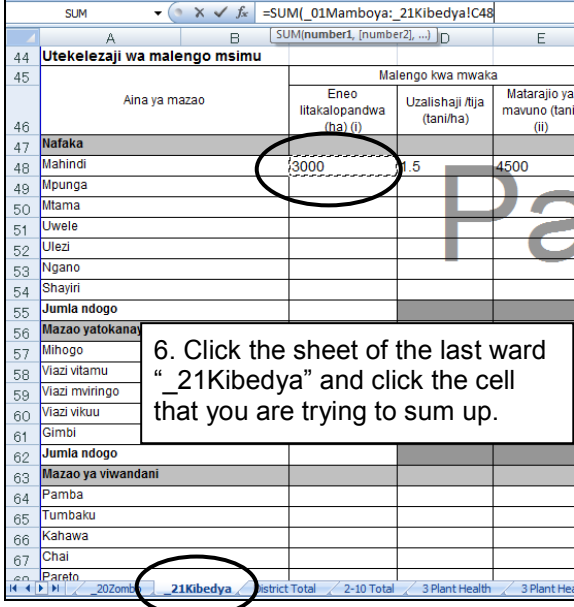 SUM =SUM(_01Mamboya:_21Kibedya!C48
SUM(number1, [number2], ...)
A B D E
44 Utekelezaji wa malengo msimu
45 Malengo kwa mwaka
46 Aina ya mazao Eneo litakalopandwa (ha) (i) Uzalishaji /tija (tani/ha) Matarajio ya mavuno (tani (ii)
47 Nafaka
48 Mahindi 3000 1.5 4500
49 Mpunga
50 Mtama
51 Uwele
52 Ulezi
53 Ngano
54 Shayiri
55 Jumla ndogo
56 Mazao yatokanay
57 Mihogo
58 Viazi vitamu
59 Viazi mviringo
60 Viazi vikuu
61 Gimbi
62 Jumla ndogo
63 Mazao ya viwandani
64 Pamba
65 Tumbaku
66 Kahawa
67 Chai
Pareto
Pa
6. Click the sheet of the last ward
"_21Kibedya" and click the cell
that you are trying to sum up.
_20Zombo _21Kibedya District Total 2-10 Total 3 Plant Health 3 Plant Hea